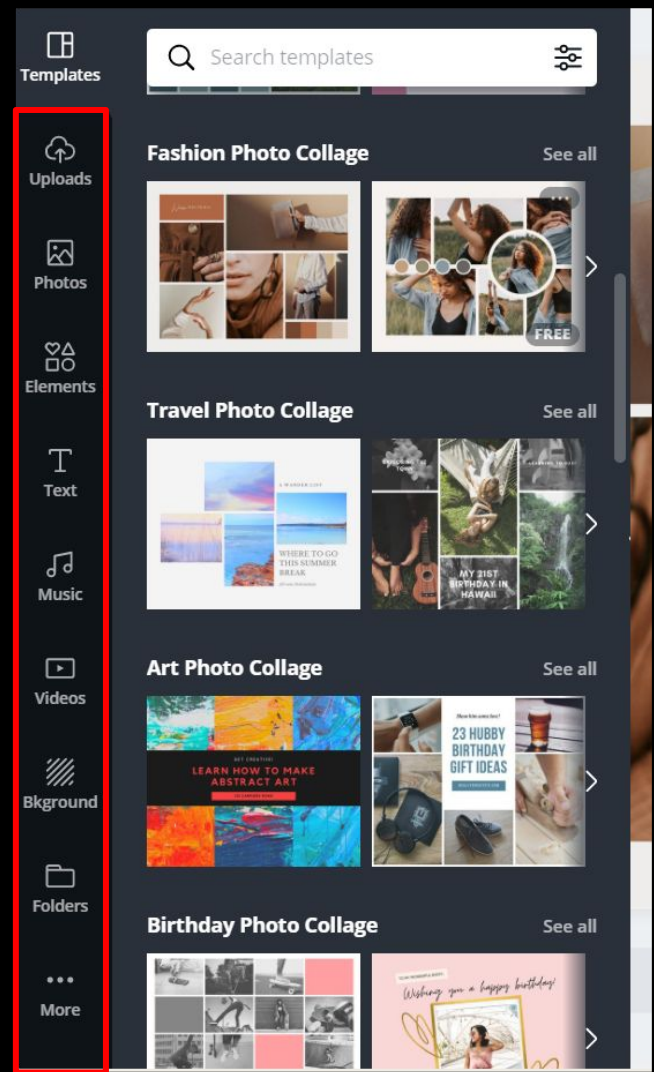 Templates
Search templates
Uploads
Photos
Elements
Text
Music
Videos
Bkground
Folders
More
Fashion Photo Collage
See all
FREE
Travel Photo Collage
See all
A WANDER LIST
WHERE TO GO
THIS SUMMER
BREAK
MY 21ST
BIRTHDAY IN
HAWAII
Art Photo Collage
See all
GET CREATIVE!
LEARN HOW TO MAKE
ABSTRACT ART
23 HUBBY
BIRTHDAY
GIFT IDEAS
Birthday Photo Collage
See all
Wishing you a happy birthday!